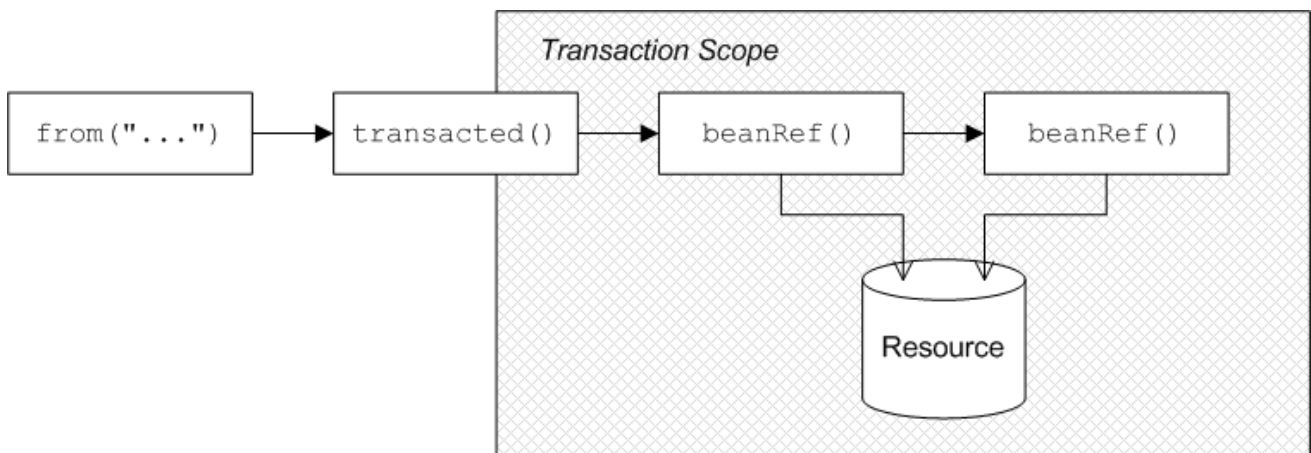 Transaction Scope
from("...")
transacted()
beanRef()
beanRef()
Resource